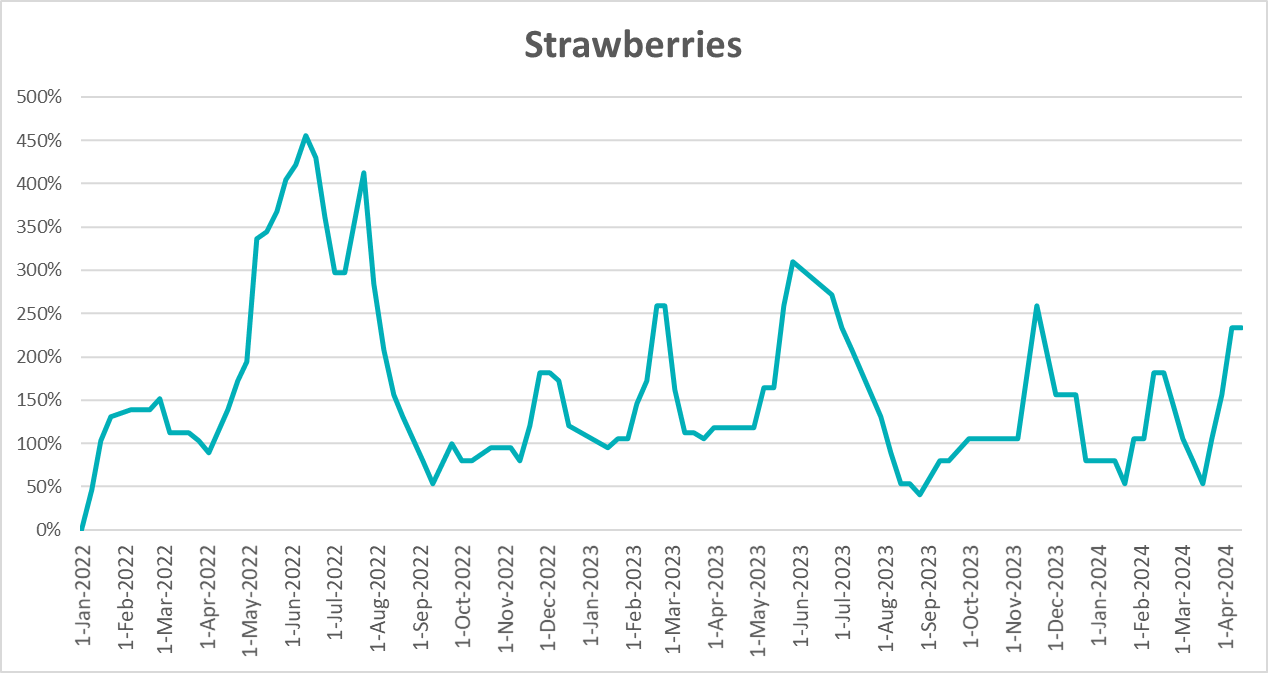 Strawberries
500%
450%
400%
350%
300%
250%
200%
150%
100%
50%
0%
1-Jan-2022
1-Feb-2022
1-Mar-2022
1-Apr-2022
1-May-2022
1-Jun-2022
1-Jul-2022
1-Aug-2022
1-Sep-2022
1-Oct-2022
1-Nov-2022
1-Dec-2022
1-Jan-2023
1-Feb-2023
1-Mar-2023
1-Apr-2023
1-May-2023
1-Jun-2023
1-Jul-2023
1-Aug-2023
1-Sep-2023
1-Oct-2023
1-Nov-2023
1-Dec-2023
1-Jan-2024
1-Feb-2024
1-Mar-2024
1-Apr-2024